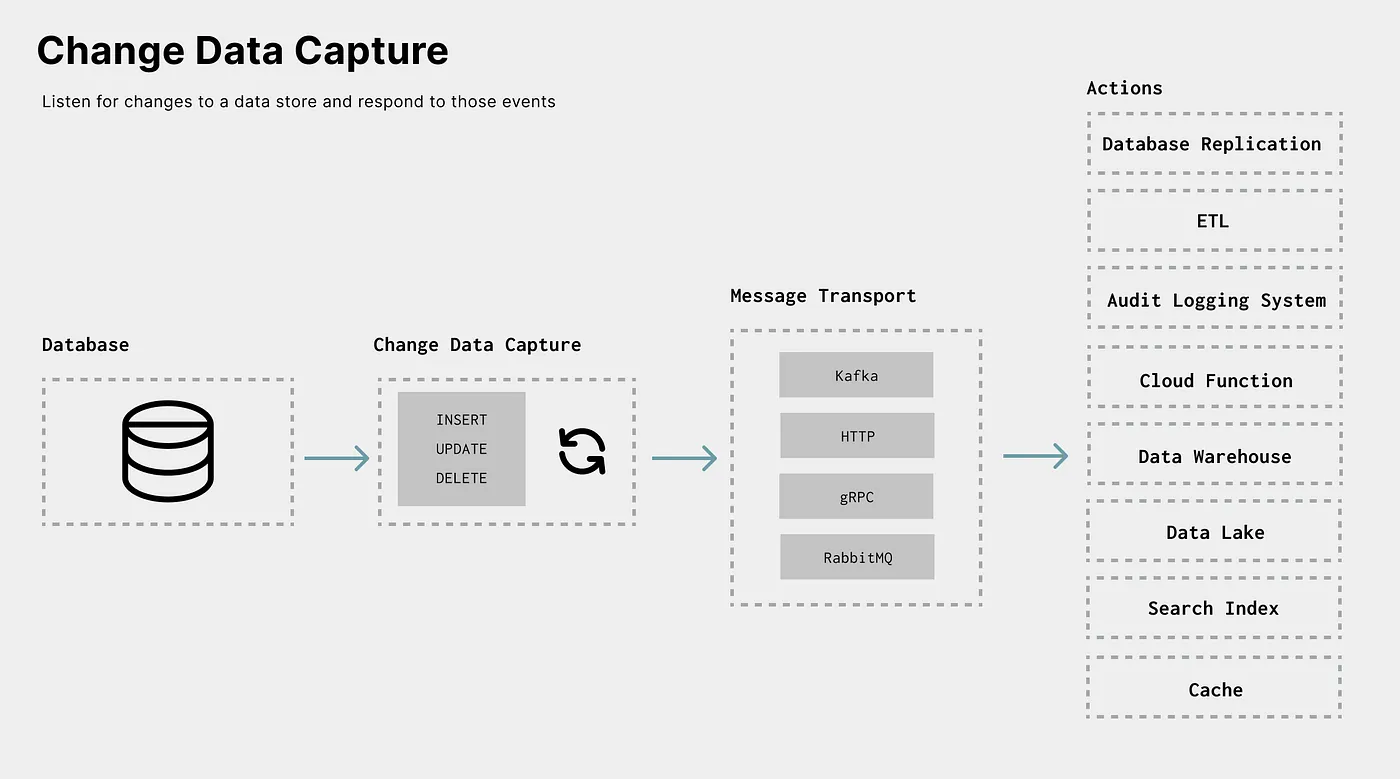 Change Data Capture
Listen for changes to a data store and respond to those events
Database
Change Data Capture
INSERT
UPDATE
DELETE
Message Transport
Kafka
HTTP
gRPC
RabbitMQ
Actions
Database Replication
ETL
Audit Logging System
Cloud Function
Data Warehouse
Data Lake
Search Index
Cache